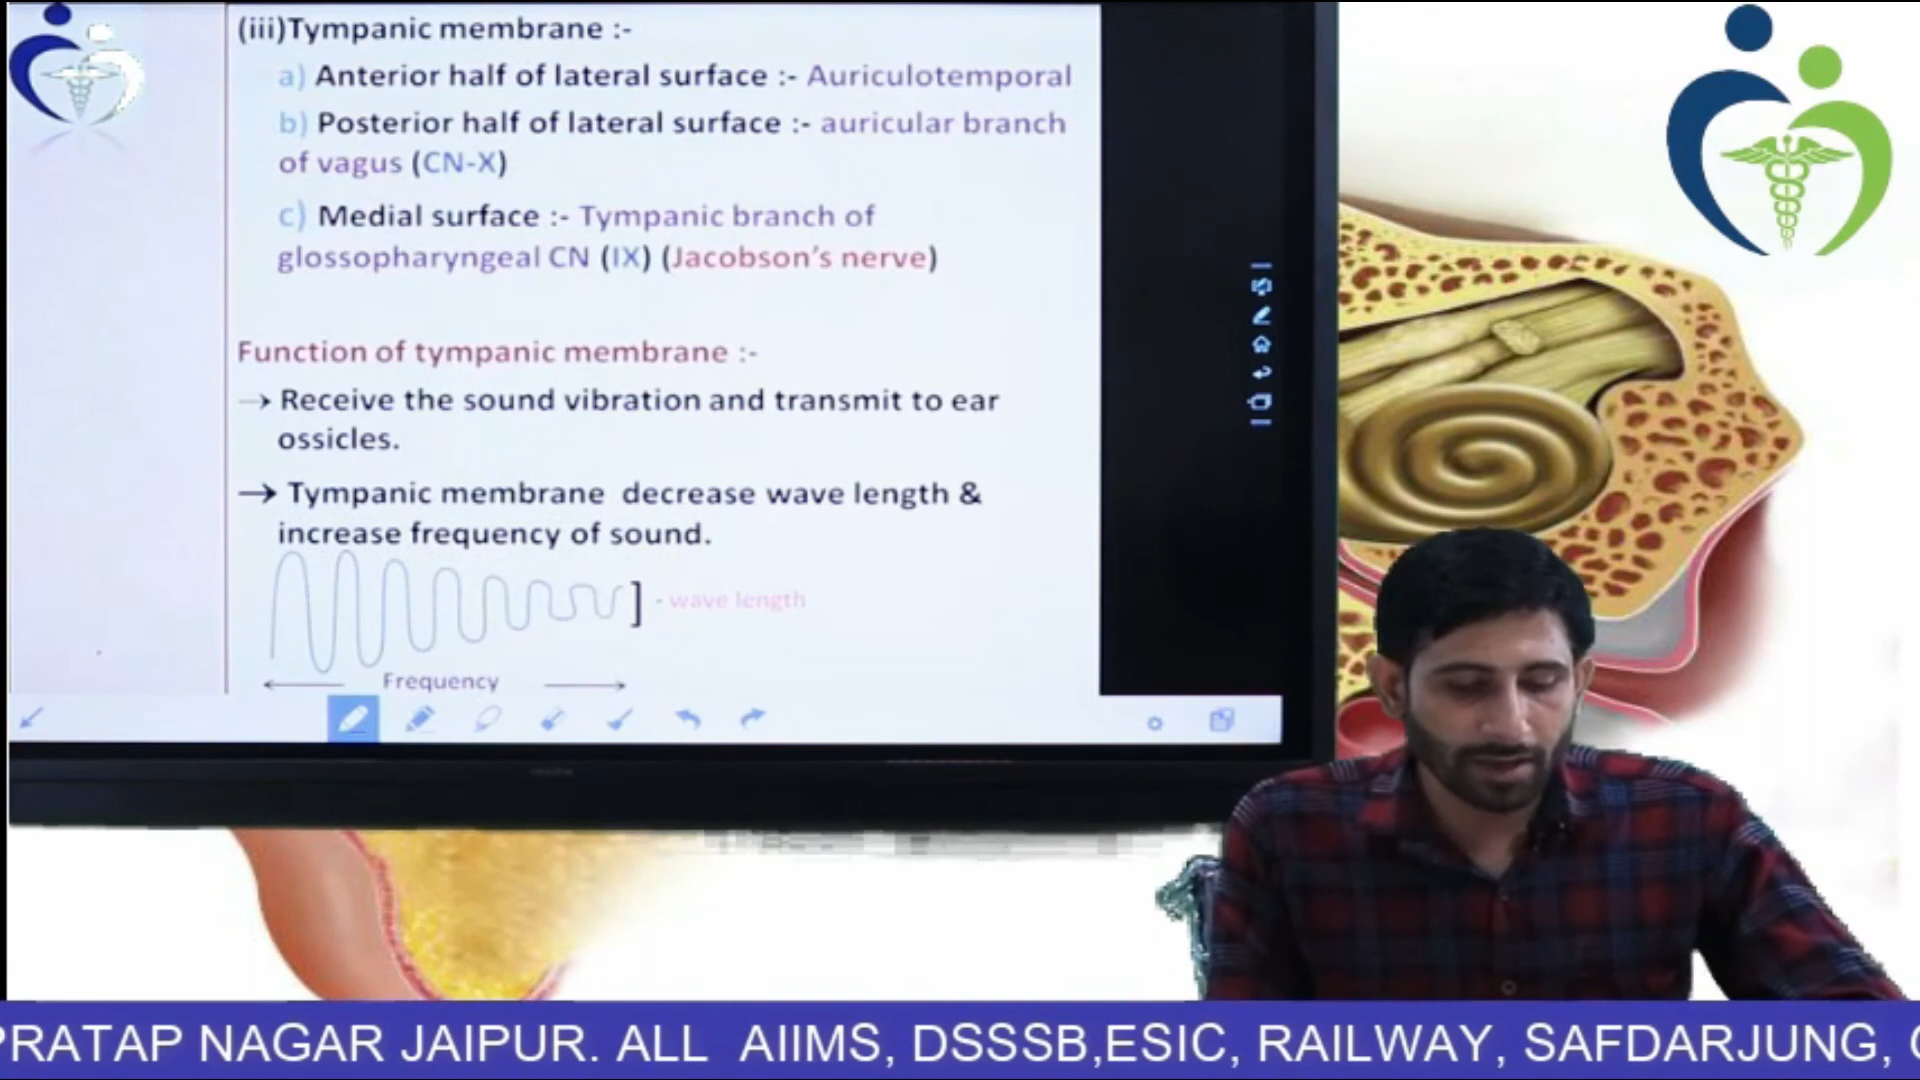 (iii)Tympanic membrane :-
a) Anterior half of lateral surface :- Auriculotemporal
b) Posterior half of lateral surface :- auricular branch
of vagus (CN-X)
c) Medial surface :- Tympanic branch of
glossopharyngeal CN (IX) (Jacobson's nerve)
Function of tympanic membrane :-
→ Receive the sound vibration and transmit to ear
ossicles.
→ Tympanic membrane decrease wave length &
increase frequency of sound.
] - wave length
Frequency
PRATAP NAGAR JAIPUR. ALL AIIMS, DSSSB,ESIC, RAILWAY, SAFDARJUNG,